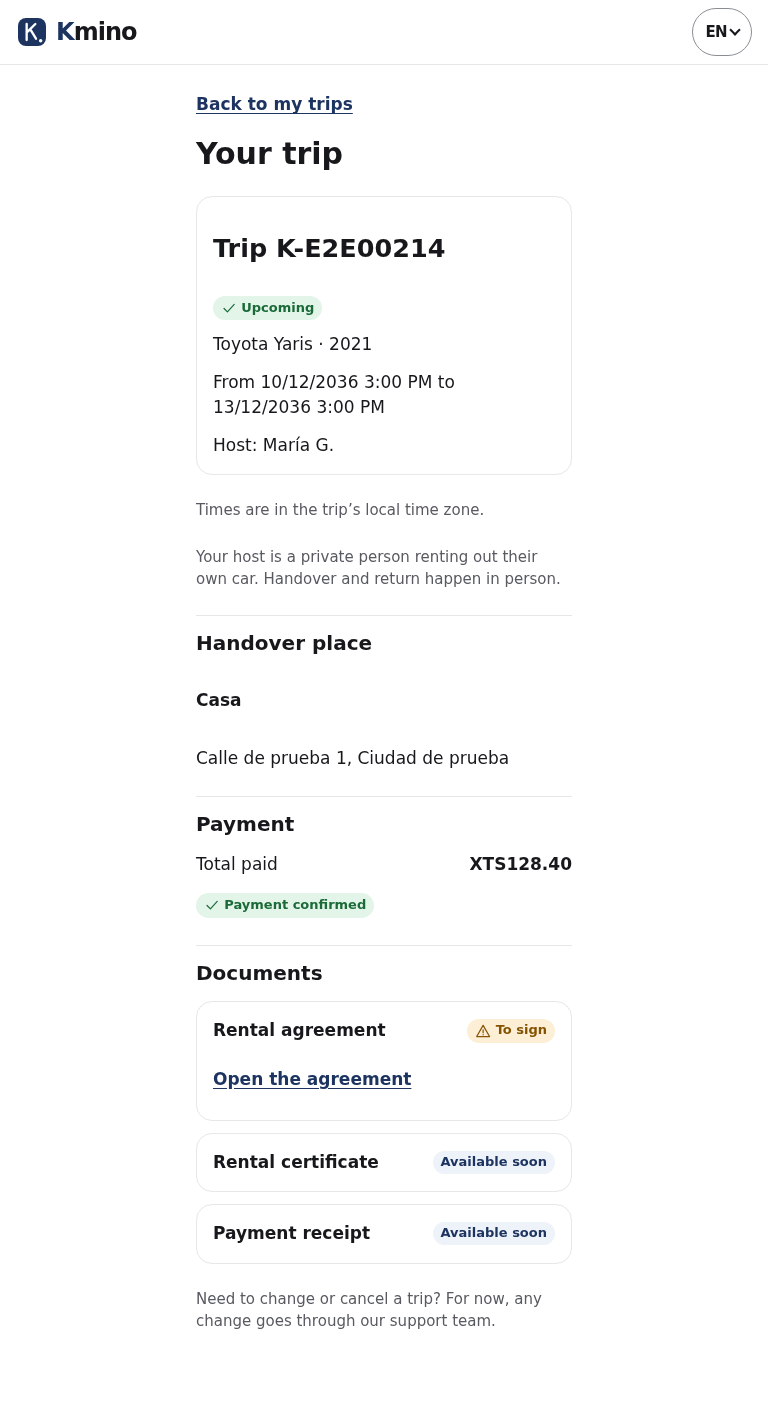 Kmino
EN
Back to my trips
Your trip
Trip K-E2E00214
Upcoming
Toyota Yaris · 2021
From 10/12/2036 3:00 PM to
13/12/2036 3:00 PM
Host: María G.
Times are in the trip’s local time zone.
Your host is a private person renting out their
own car. Handover and return happen in person.
Handover place
Casa
Calle de prueba 1, Ciudad de prueba
Payment
Total paid XTS128.40
Payment confirmed
Documents
Rental agreement To sign
Open the agreement
Rental certificate Available soon
Payment receipt Available soon
Need to change or cancel a trip? For now, any
change goes through our support team.